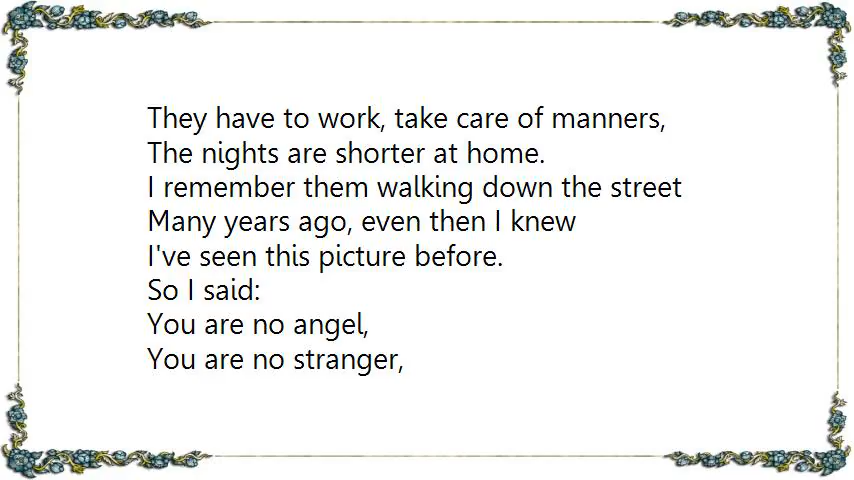 They have to work, take care of manners,
The nights are shorter at home.
I remember them walking down the street
Many years ago, even then I knew
I've seen this picture before.
So I said:
You are no angel,
You are no stranger,